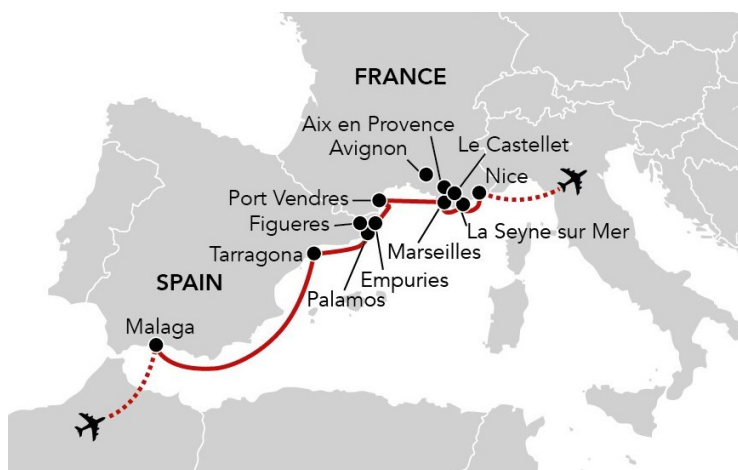 FRANCE
Aix en Provence
Le Castellet
Avignon
Nice
Port Vendres
Figueres
La Seyne sur Mer
Marseilles
Tarragona
Empuries
SPAIN
Palamos
Malaga